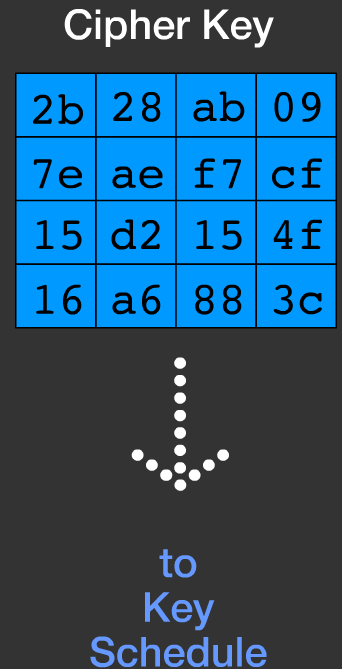 Cipher Key
2b 28 ab 09
7e ae f7 cf
15 d2 15 4f
16 a6 88 3c
to
Key
Schedule